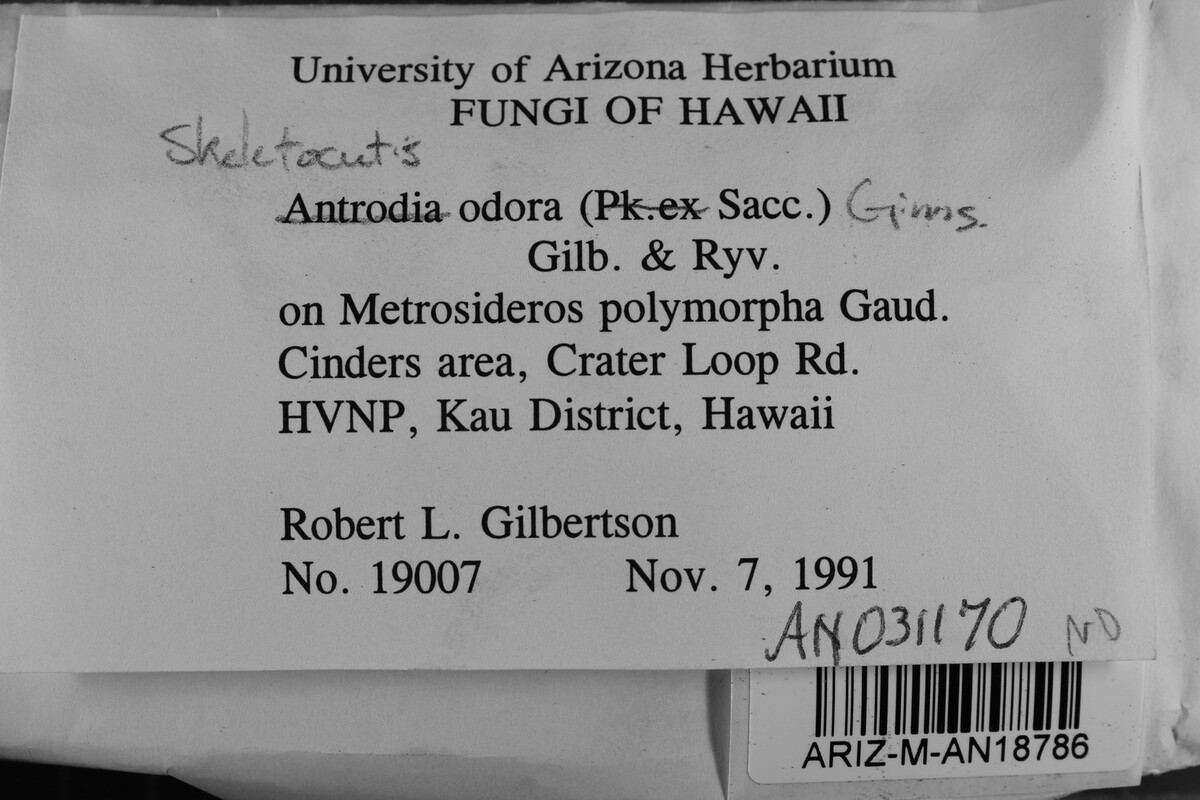 University of Arizona Herbarium
FUNGI OF HAWAII
Skeletocutis
Antrodia odora (Pk.ex Sacc.) Ginns.
Gilb. & Ryv.
on Metrosideros polymorpha Gaud.
Cinders area, Crater Loop Rd.
HVNP, Kau District, Hawaii
Robert L. Gilbertson
No. 19007 Nov. 7, 1991
AN031170 NO
ARIZ-M-AN18786